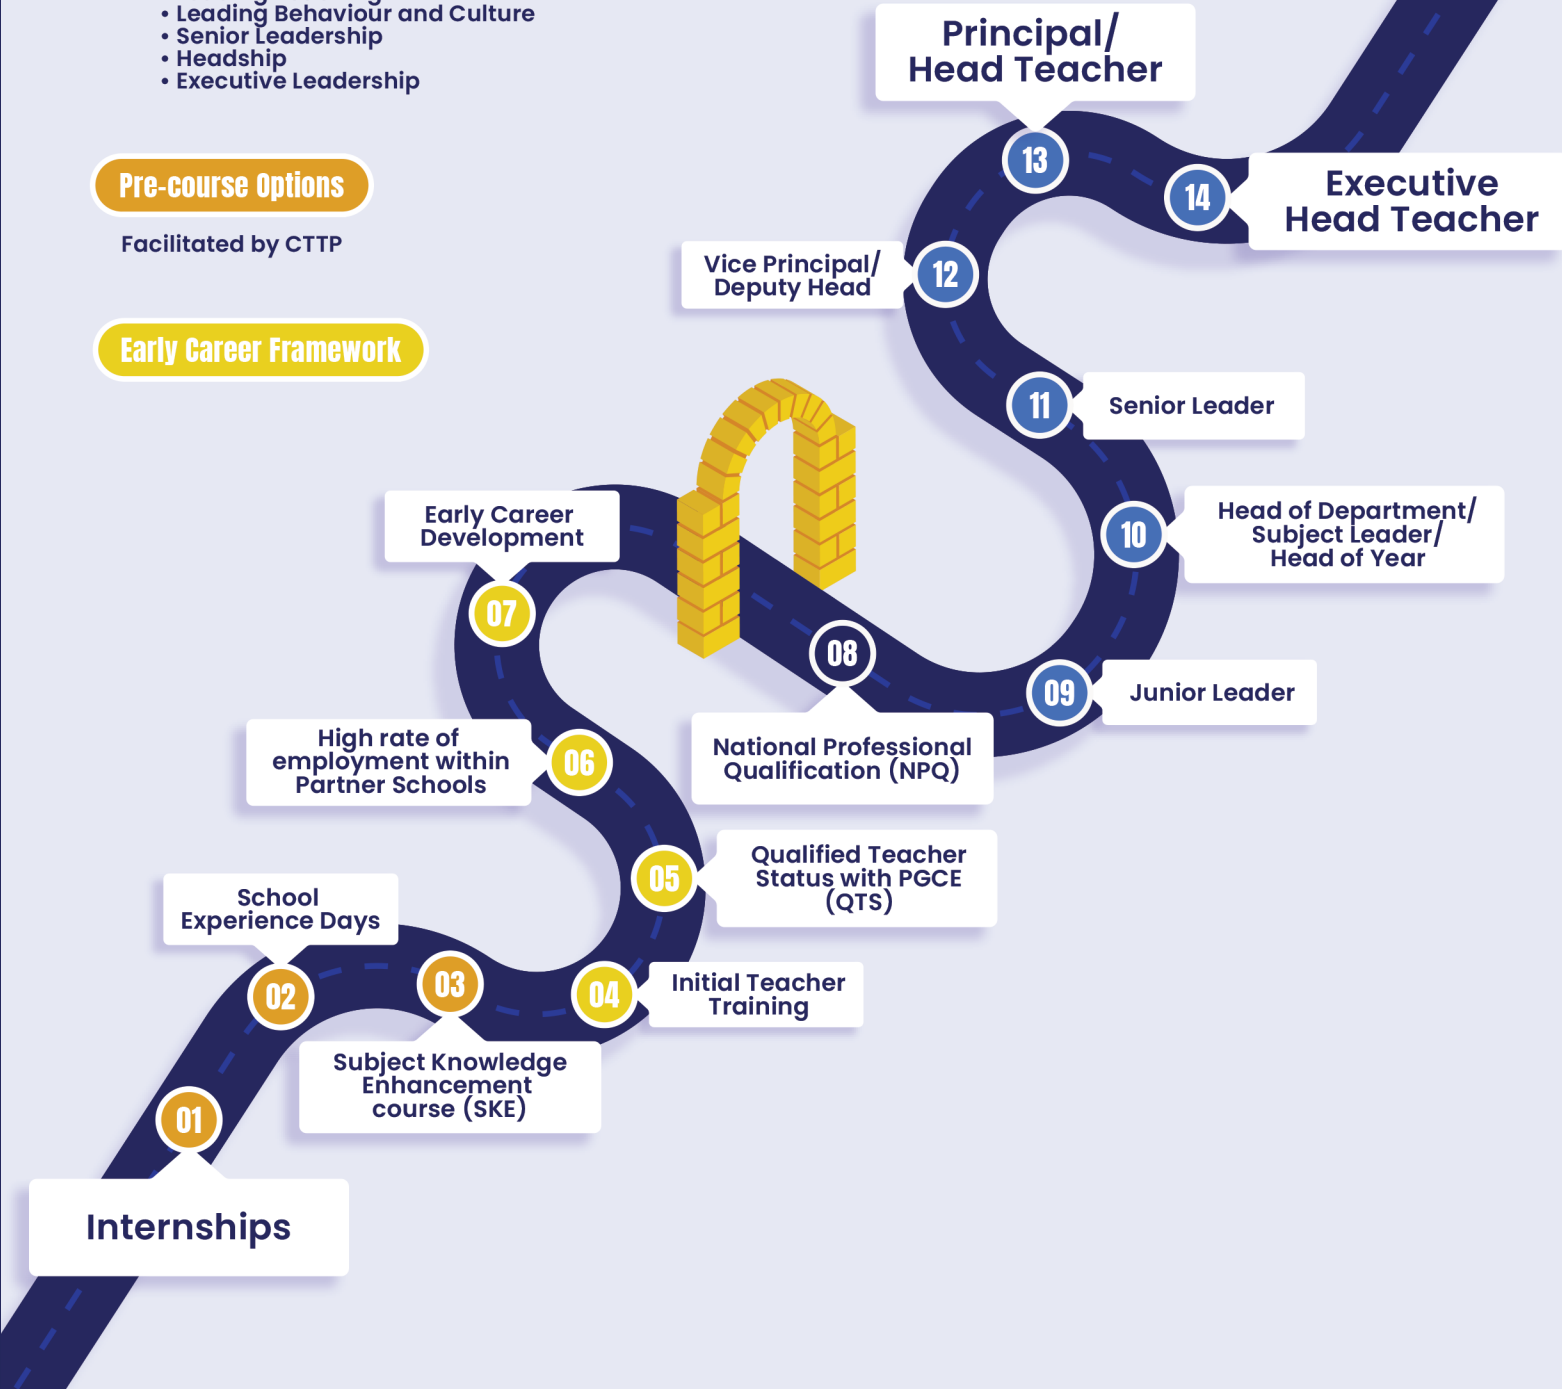 • Leading Behaviour and Culture
• Senior Leadership
• Headship
• Executive Leadership
Pre-course Options
Facilitated by CTTP
Early Career Framework
Principal/
Head Teacher
13
14
Executive
Head Teacher
Vice Principal/
Deputy Head
12
11
Senior Leader
Head of Department/
Subject Leader/
Head of Year
10
Early Career
Development
07
08
09
Junior Leader
National Professional
Qualification (NPQ)
High rate of
employment within
Partner Schools
06
05
Qualified Teacher
Status with PGCE
(QTS)
School
Experience Days
02
03
04
Initial Teacher
Training
Subject Knowledge
Enhancement
course (SKE)
01
Internships